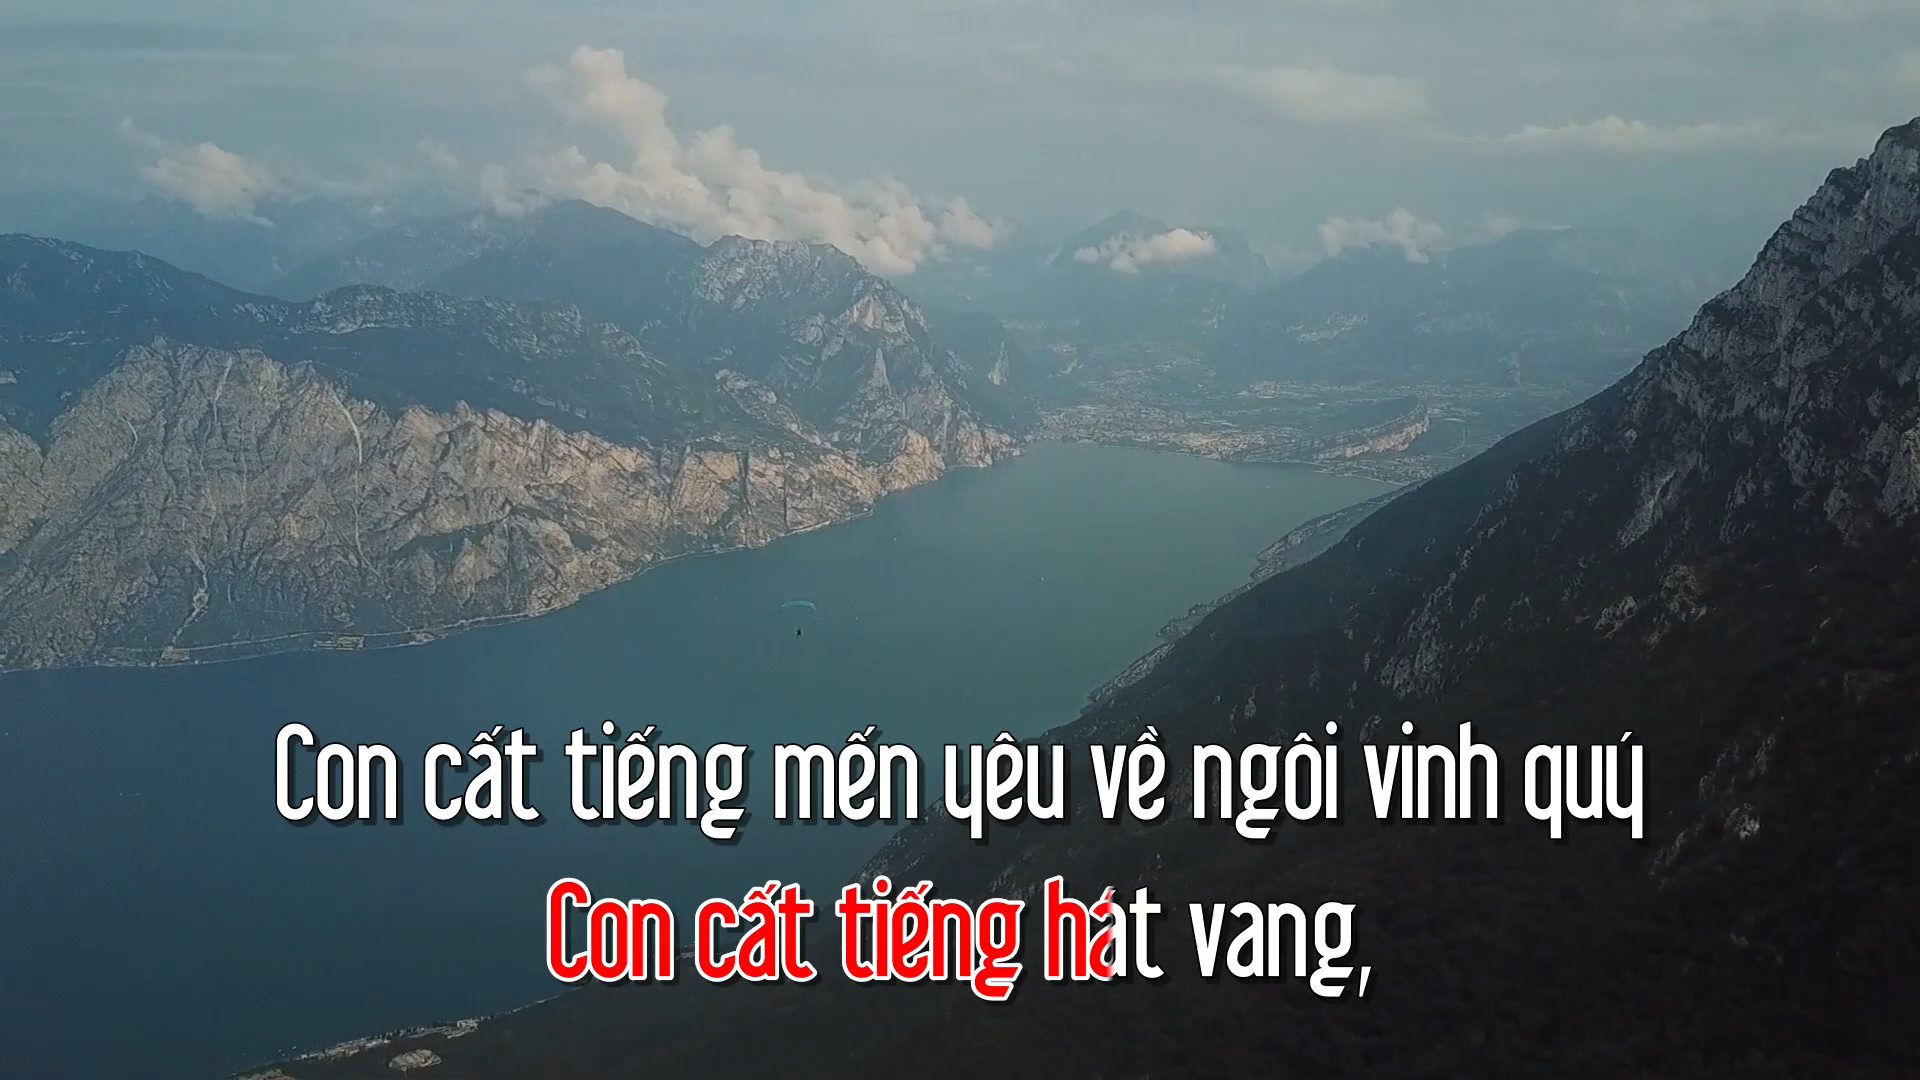 Con cất tiếng mến yêu về ngôi vinh quý
Con cất tiếng hát vang,